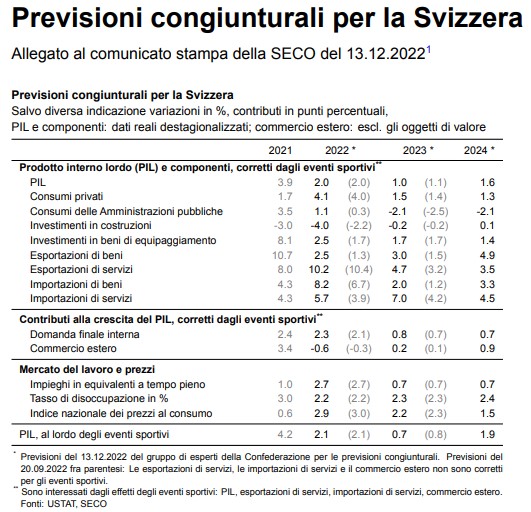 Previsioni congiunturali per la Svizzera
Allegato al comunicato stampa della SECO del 13.12.2022¹
Previsioni congiunturali per la Svizzera
Salvo diversa indicazione variazioni in %, contributi in punti percentuali,
PIL e componenti: dati reali destagionalizzati; commercio estero: escl. gli oggetti di valore
2021 2022 * 2023 * 2024 *
Prodotto interno lordo (PIL) e componenti, corretti dagli eventi sportivi**
PIL 3.9 2.0 (2.0) 1.0 (1.1) 1.6
Consumi privati 1.7 4.1 (4.0) 1.5 (1.4) 1.3
Consumi delle Amministrazioni pubbliche 3.5 1.1 (0.3) -2.1 (-2.5) -2.1
Investimenti in costruzioni -3.0 -4.0 (-2.2) -0.2 (-0.2) 0.1
Investimenti in beni di equipaggiamento 8.1 2.5 (1.7) 1.7 (1.7) 1.4
Esportazioni di beni 10.7 2.5 (1.3) 3.0 (1.5) 4.9
Esportazioni di servizi 8.0 10.2 (10.4) 4.7 (3.2) 3.5
Importazioni di beni 4.3 8.2 (6.7) 2.0 (1.2) 3.3
Importazioni di servizi 4.3 5.7 (3.9) 7.0 (4.2) 4.5
Contributi alla crescita del PIL, corretti dagli eventi sportivi**
Domanda finale interna 2.4 2.3 (2.1) 0.8 (0.7) 0.7
Commercio estero 3.4 -0.6 (-0.3) 0.2 (0.1) 0.9
Mercato del lavoro e prezzi
Impieghi in equivalenti a tempo pieno 1.0 2.7 (2.7) 0.7 (0.7) 0.7
Tasso di disoccupazione in % 3.0 2.2 (2.2) 2.3 (2.3) 2.4
Indice nazionale dei prezzi al consumo 0.6 2.9 (3.0) 2.2 (2.3) 1.5
PIL, al lordo degli eventi sportivi 4.2 2.1 (2.1) 0.7 (0.8) 1.9
* Previsioni del 13.12.2022 del gruppo di esperti della Confederazione per le previsioni congiunturali. Previsioni del
20.09.2022 fra parentesi: Le esportazioni di servizi, le importazioni di servizi e il commercio estero non sono corretti
per gli eventi sportivi.
** Sono interessati dagli effetti degli eventi sportivi: PIL, esportazioni di servizi, importazioni di servizi, commercio estero.
Fonti: USTAT, SECO